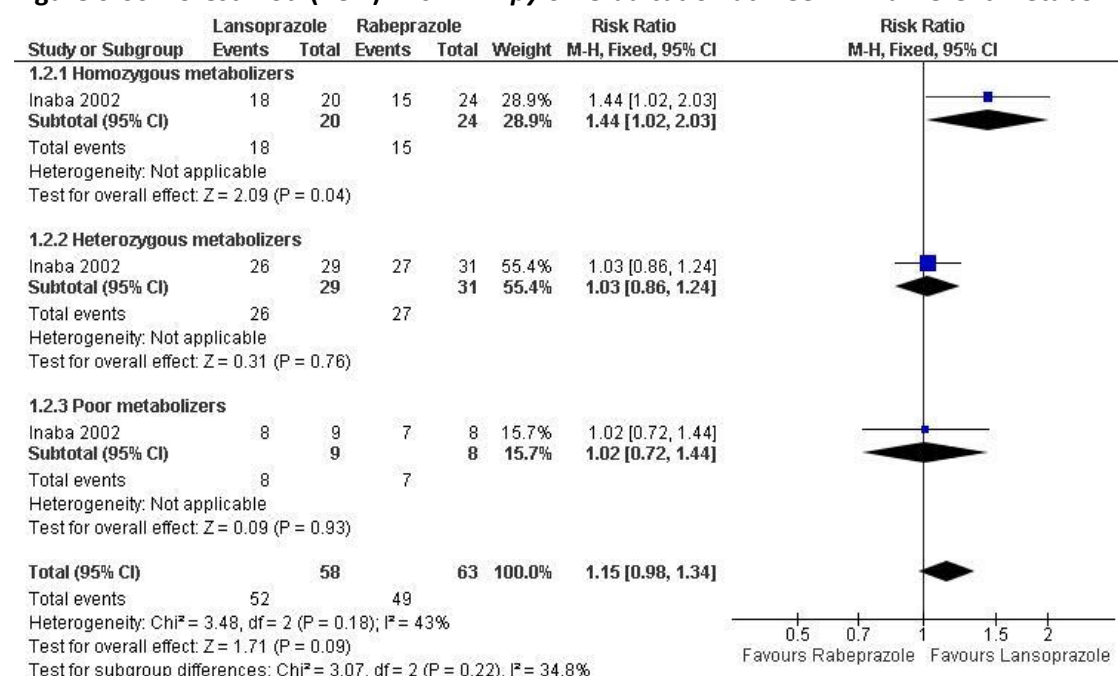 Lansoprazole Rabeprazole Risk Ratio Risk Ratio
Study or Subgroup Events Total Events Total Weight M-H, Fixed, 95% CI M-H, Fixed, 95% CI
1.2.1 Homozygous metabolizers
Inaba 2002 18 20 15 24 28.9% 1.44 [1.02, 2.03]
Subtotal (95% CI) 20 24 28.9% 1.44 [1.02, 2.03]
Total events 18 15
Heterogeneity: Not applicable
Test for overall effect: Z = 2.09 (P = 0.04)
1.2.2 Heterozygous metabolizers
Inaba 2002 26 29 27 31 55.4% 1.03 [0.86, 1.24]
Subtotal (95% CI) 29 31 55.4% 1.03 [0.86, 1.24]
Total events 26 27
Heterogeneity: Not applicable
Test for overall effect: Z = 0.31 (P = 0.76)
1.2.3 Poor metabolizers
Inaba 2002 8 9 7 8 15.7% 1.02 [0.72, 1.44]
Subtotal (95% CI) 9 8 15.7% 1.02 [0.72, 1.44]
Total events 8 7
Heterogeneity: Not applicable
Test for overall effect: Z = 0.09 (P = 0.93)
Total (95% CI) 58 63 100.0% 1.15 [0.98, 1.34]
Total events 52 49
Heterogeneity: Chi² = 3.48, df = 2 (P = 0.18); I² = 43%
Test for overall effect: Z = 1.71 (P = 0.09)
Test for subgroup differences: Chi² = 3.07, df = 2 (P = 0.22), I² = 34.8%
0.5 0.7 1 1.5 2
Favours Rabeprazole Favours Lansoprazole